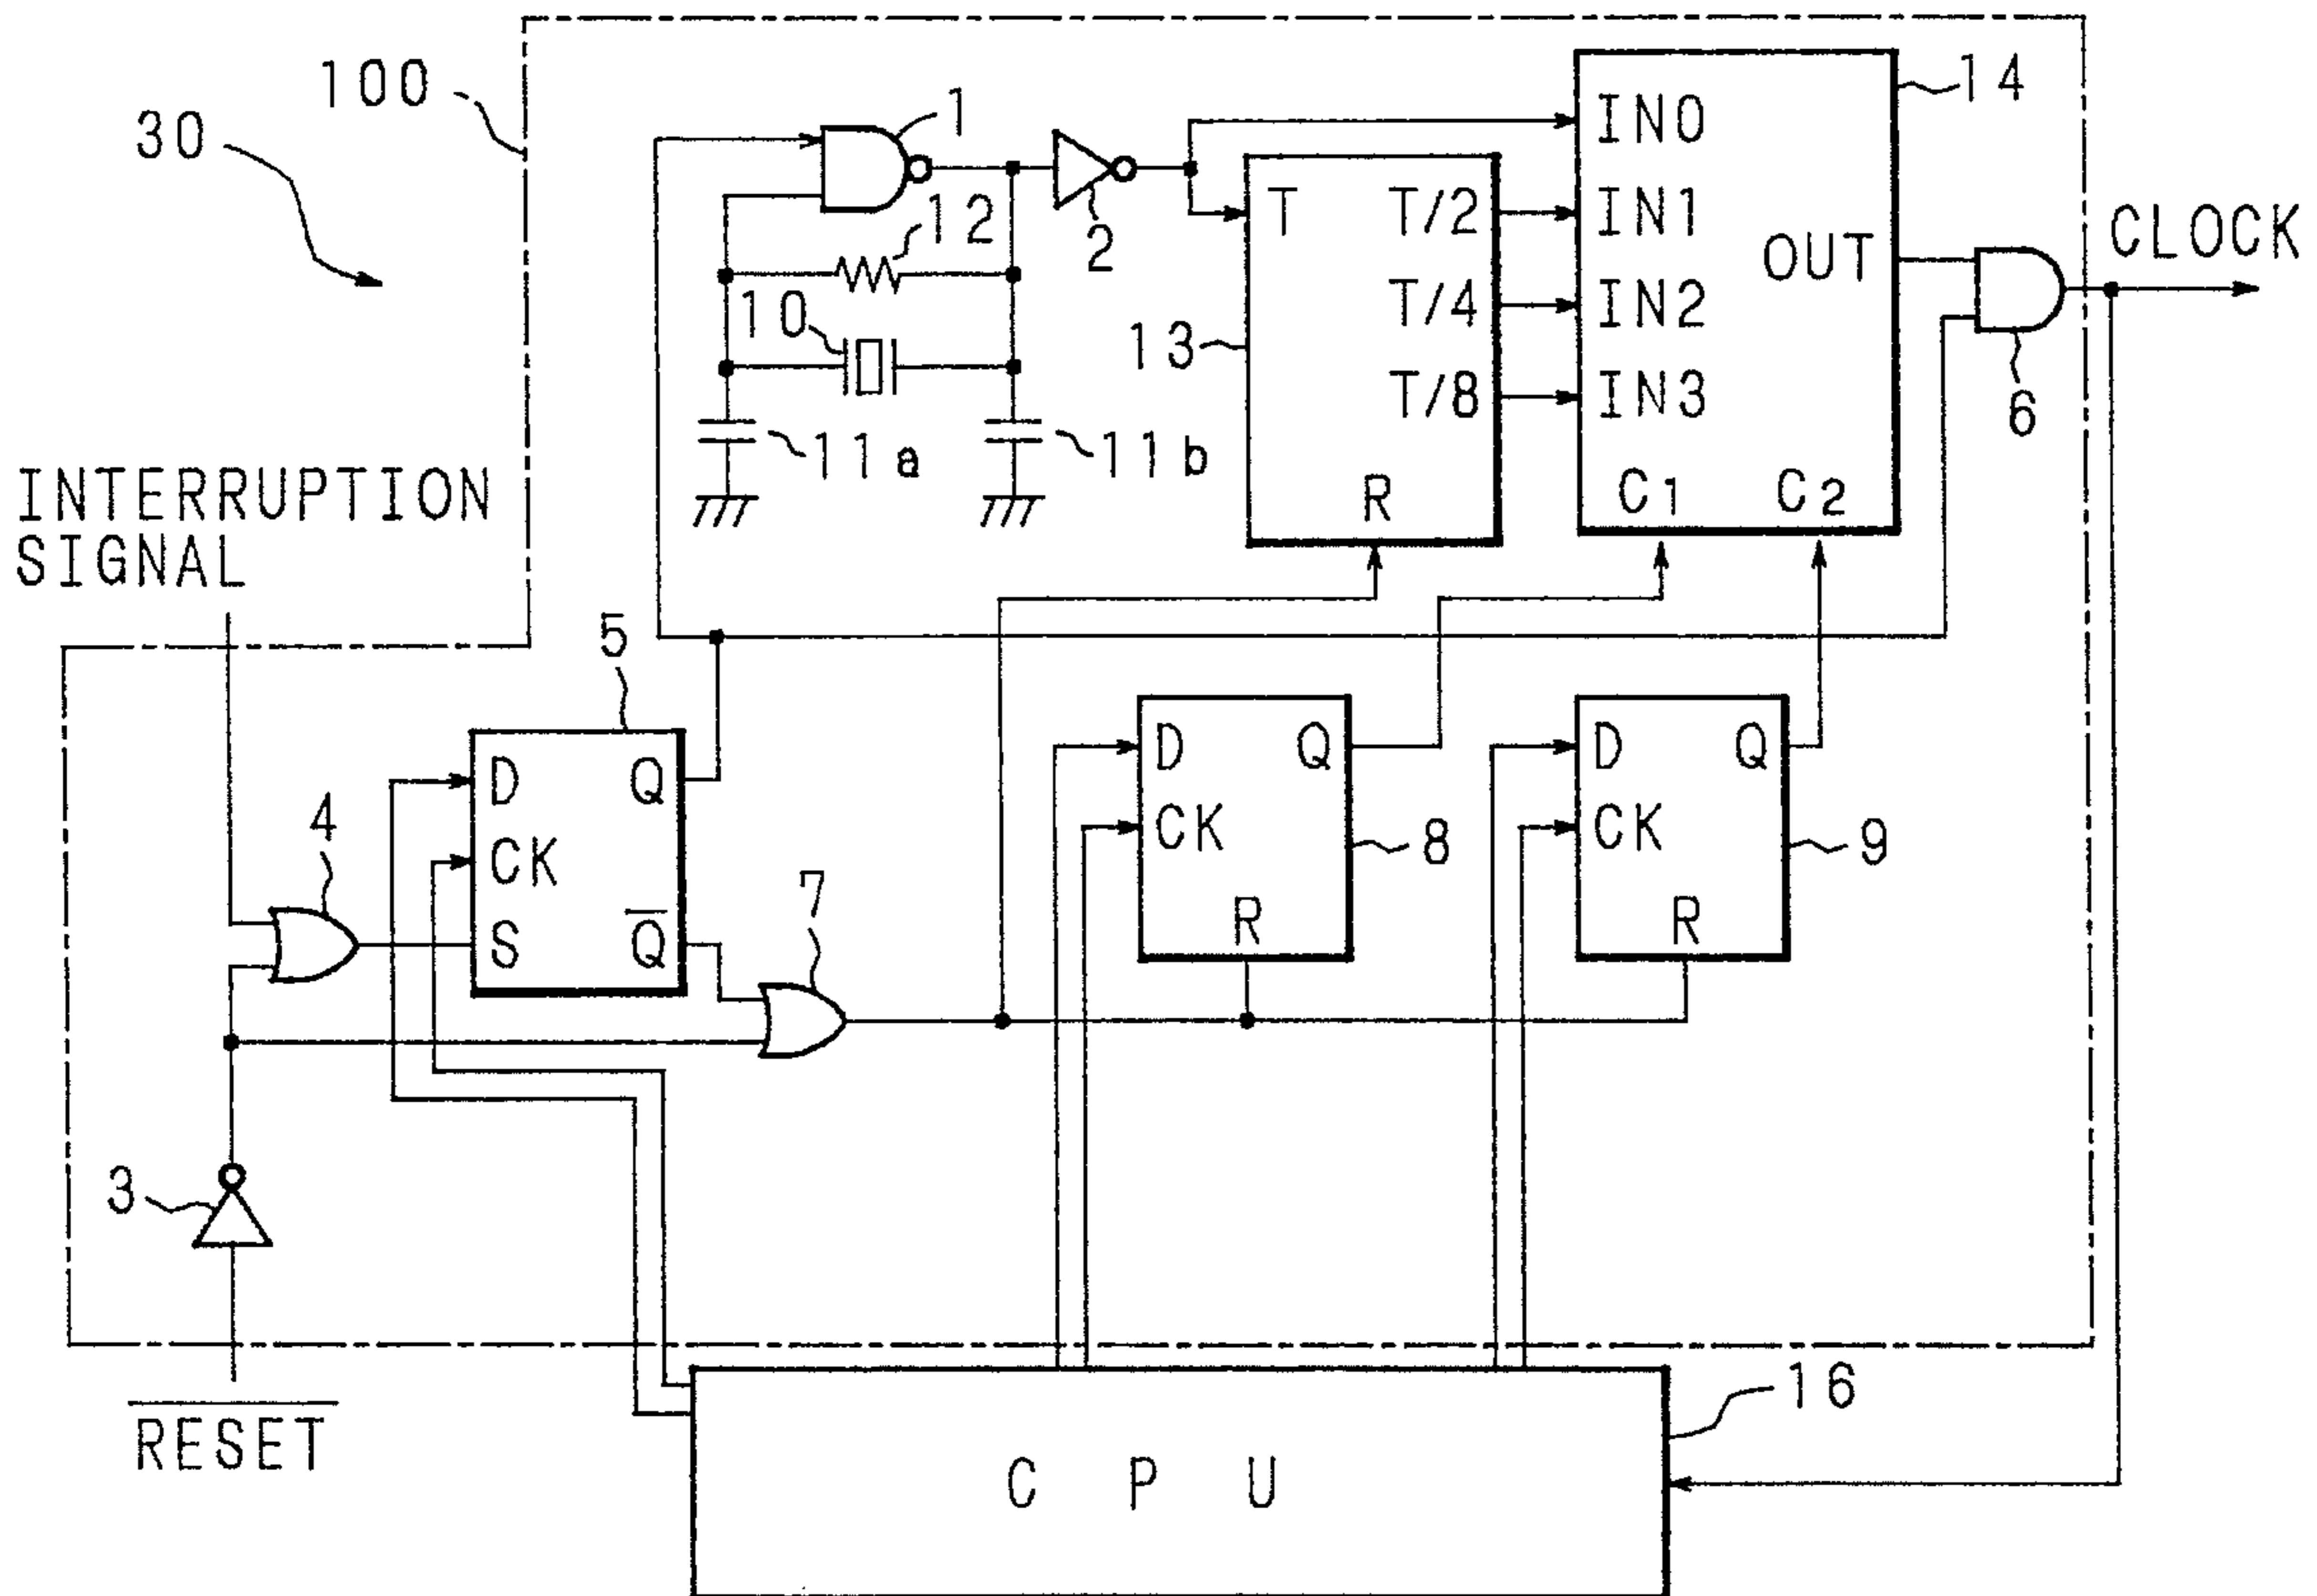 100
30
1
14
IN0
12
T
T/2
IN1
2
OUT
CLOCK
10
T/4
IN2
13
T/8
IN3
6
11a
11b
R
C1
C2
INTERRUPTION
SIGNAL
5
D
Q
D
Q
D
Q
4
CK
CK
8
CK
9
7
S
Q̅
R
R
3
16
R̅E̅S̅E̅T̅
CPU